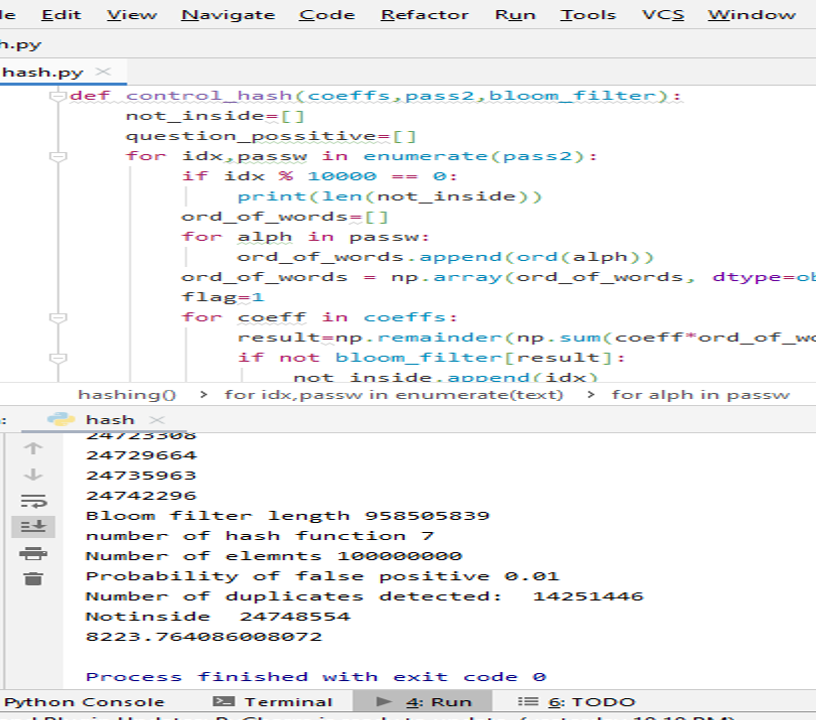 le Edit View Navigate Code Refactor Run Tools VCS Window
h.py
hash.py
def control_hash(coeffs,pass2,bloom_filter):
not_inside=[]
question_possitive=[]
for idx,passw in enumerate(pass2):
if idx % 10000 == 0:
print(len(not_inside))
ord_of_words=[]
for alph in passw:
ord_of_words.append(ord(alph))
ord_of_words = np.array(ord_of_words, dtype=ob
flag=1
for coeff in coeffs:
result=np.remainder(np.sum(coeff*ord_of_wo
if not bloom_filter[result]:
not_inside.append(idx)
hashing() > for idx,passw in enumerate(text) > for alph in passw
: hash
24723308
24729664
24735963
24742296
Bloom filter length 958505839
number of hash function 7
Number of elemnts 100000000
Probability of false positive 0.01
Number of duplicates detected: 14251446
Notinside 24748554
8223.764086008072
Process finished with exit code 0
Python Console Terminal 4: Run 6: TODO